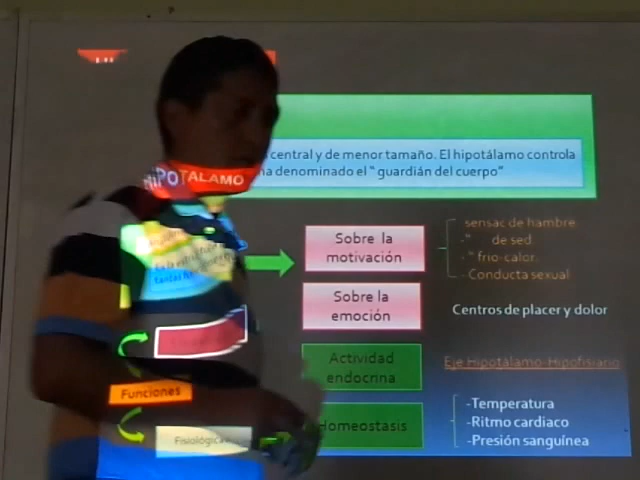 HIPOTÁLAMO
central y de menor tamaño. El hipotálamo controla
denominado el " guardián del cuerpo"
Sobre la
motivación
sensac de hambre
-" de sed.
-" frio-calor.
-Conducta sexual
Sobre la
emoción
Centros de placer y dolor
Actividad
endocrina
Eje Hipotálamo-Hipofisiario
Funciones
Fisiológicas
Homeostasis
-Temperatura
-Ritmo cardiaco
-Presión sanguínea